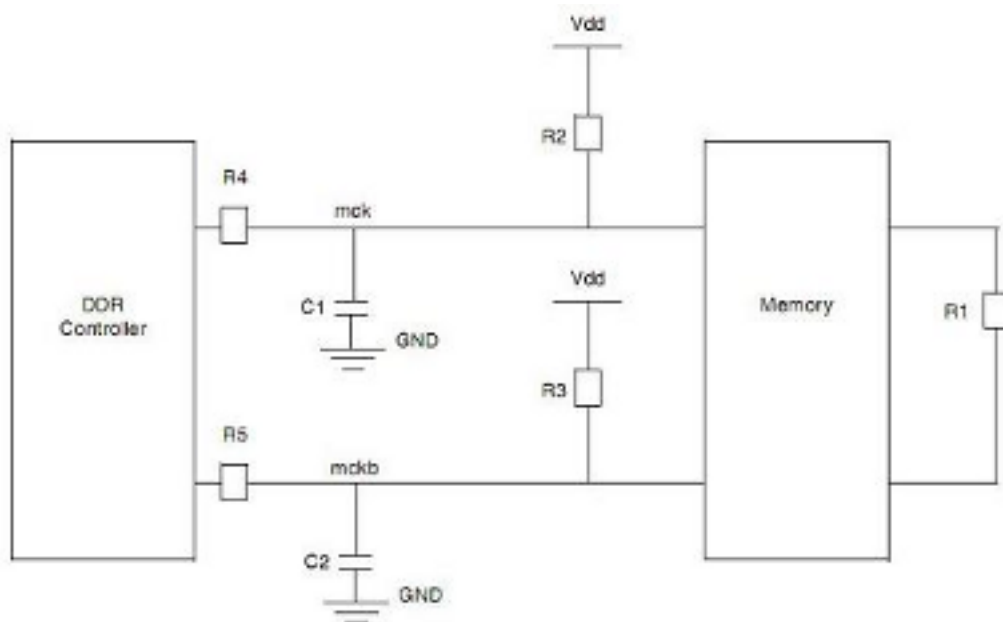 Vdd
R2
R4
mck
Vdd
DDR
Controller
C1
GND
Memory
R1
R3
R5
mckb
C2
GND